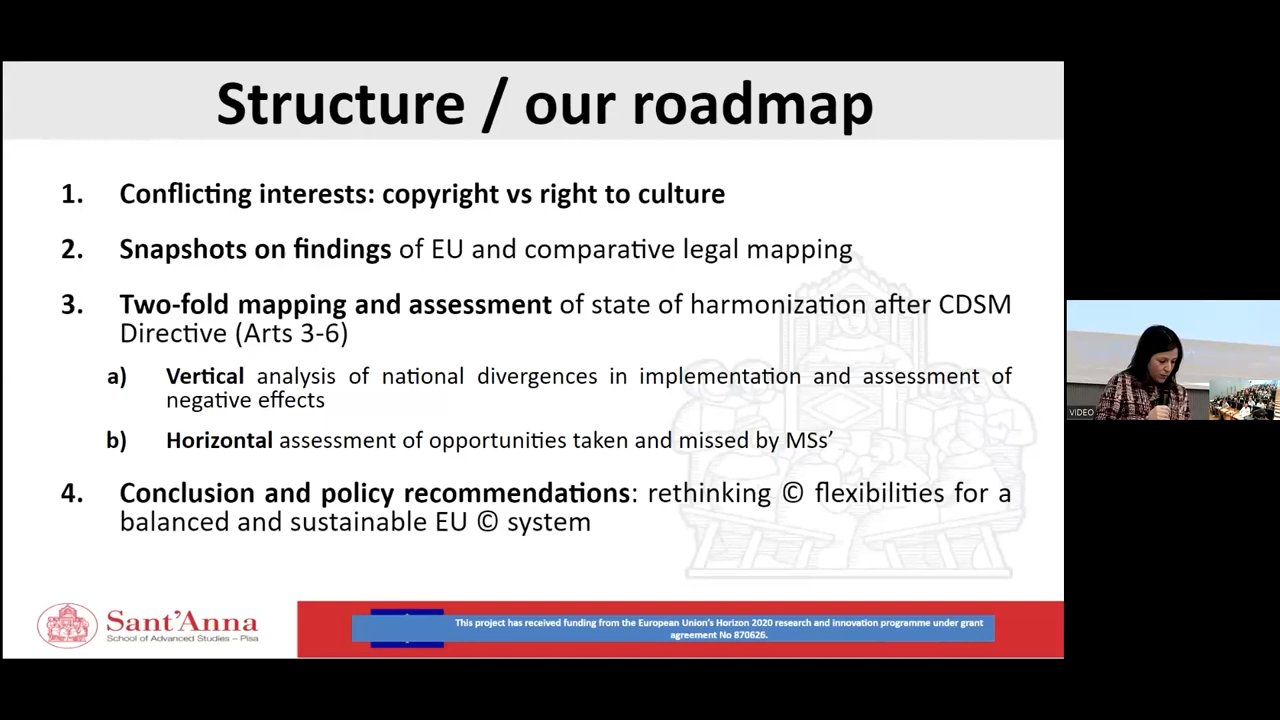 Structure / our roadmap
1. Conflicting interests: copyright vs right to culture
2. Snapshots on findings of EU and comparative legal mapping
3. Two-fold mapping and assessment of state of harmonization after CDSM
Directive (Arts 3-6)
a) Vertical analysis of national divergences in implementation and assessment of
negative effects
b) Horizontal assessment of opportunities taken and missed by MSs’
4. Conclusion and policy recommendations: rethinking © flexibilities for a
balanced and sustainable EU © system
Sant'Anna
School of Advanced Studies – Pisa
This project has received funding from the European Union's Horizon 2020 research and innovation programme under grant
agreement No 870626.
VIDEO